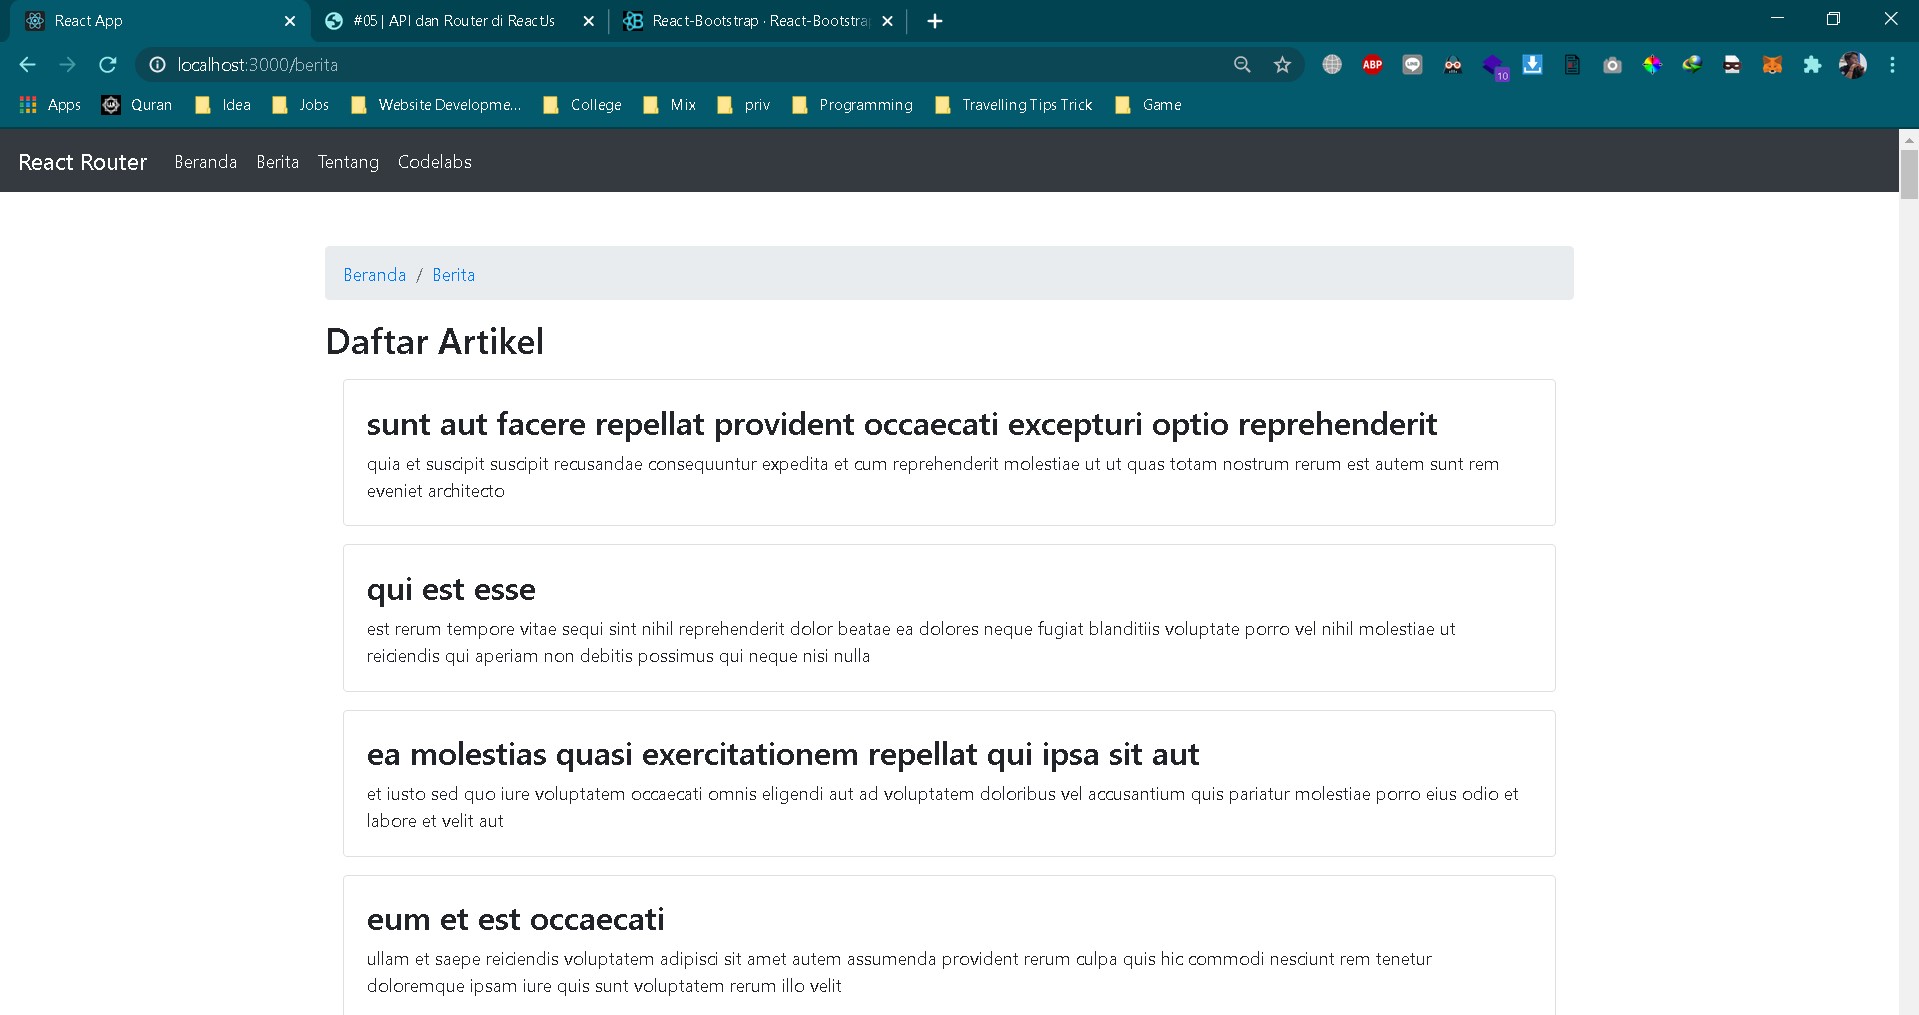 React App
#05 | API dan Router di ReactJs
React-Bootstrap · React-Bootstrap
localhost:3000/berita
ABP
10
Apps
Quran
Idea
Jobs
Website Developme...
College
Mix
priv
Programming
Travelling Tips Trick
Game
React Router
Beranda
Berita
Tentang
Codelabs
Beranda / Berita
Daftar Artikel
sunt aut facere repellat provident occaecati excepturi optio reprehenderit
quia et suscipit suscipit recusandae consequuntur expedita et cum reprehenderit molestiae ut ut quas totam nostrum rerum est autem sunt rem
eveniet architecto
qui est esse
est rerum tempore vitae sequi sint nihil reprehenderit dolor beatae ea dolores neque fugiat blanditiis voluptate porro vel nihil molestiae ut
reiciendis qui aperiam non debitis possimus qui neque nisi nulla
ea molestias quasi exercitationem repellat qui ipsa sit aut
et iusto sed quo iure voluptatem occaecati omnis eligendi aut ad voluptatem doloribus vel accusantium quis pariatur molestiae porro eius odio et
labore et velit aut
eum et est occaecati
ullam et saepe reiciendis voluptatem adipisci sit amet autem assumenda provident rerum culpa quis hic commodi nesciunt rem tenetur
doloremque ipsam iure quis sunt voluptatem rerum illo velit